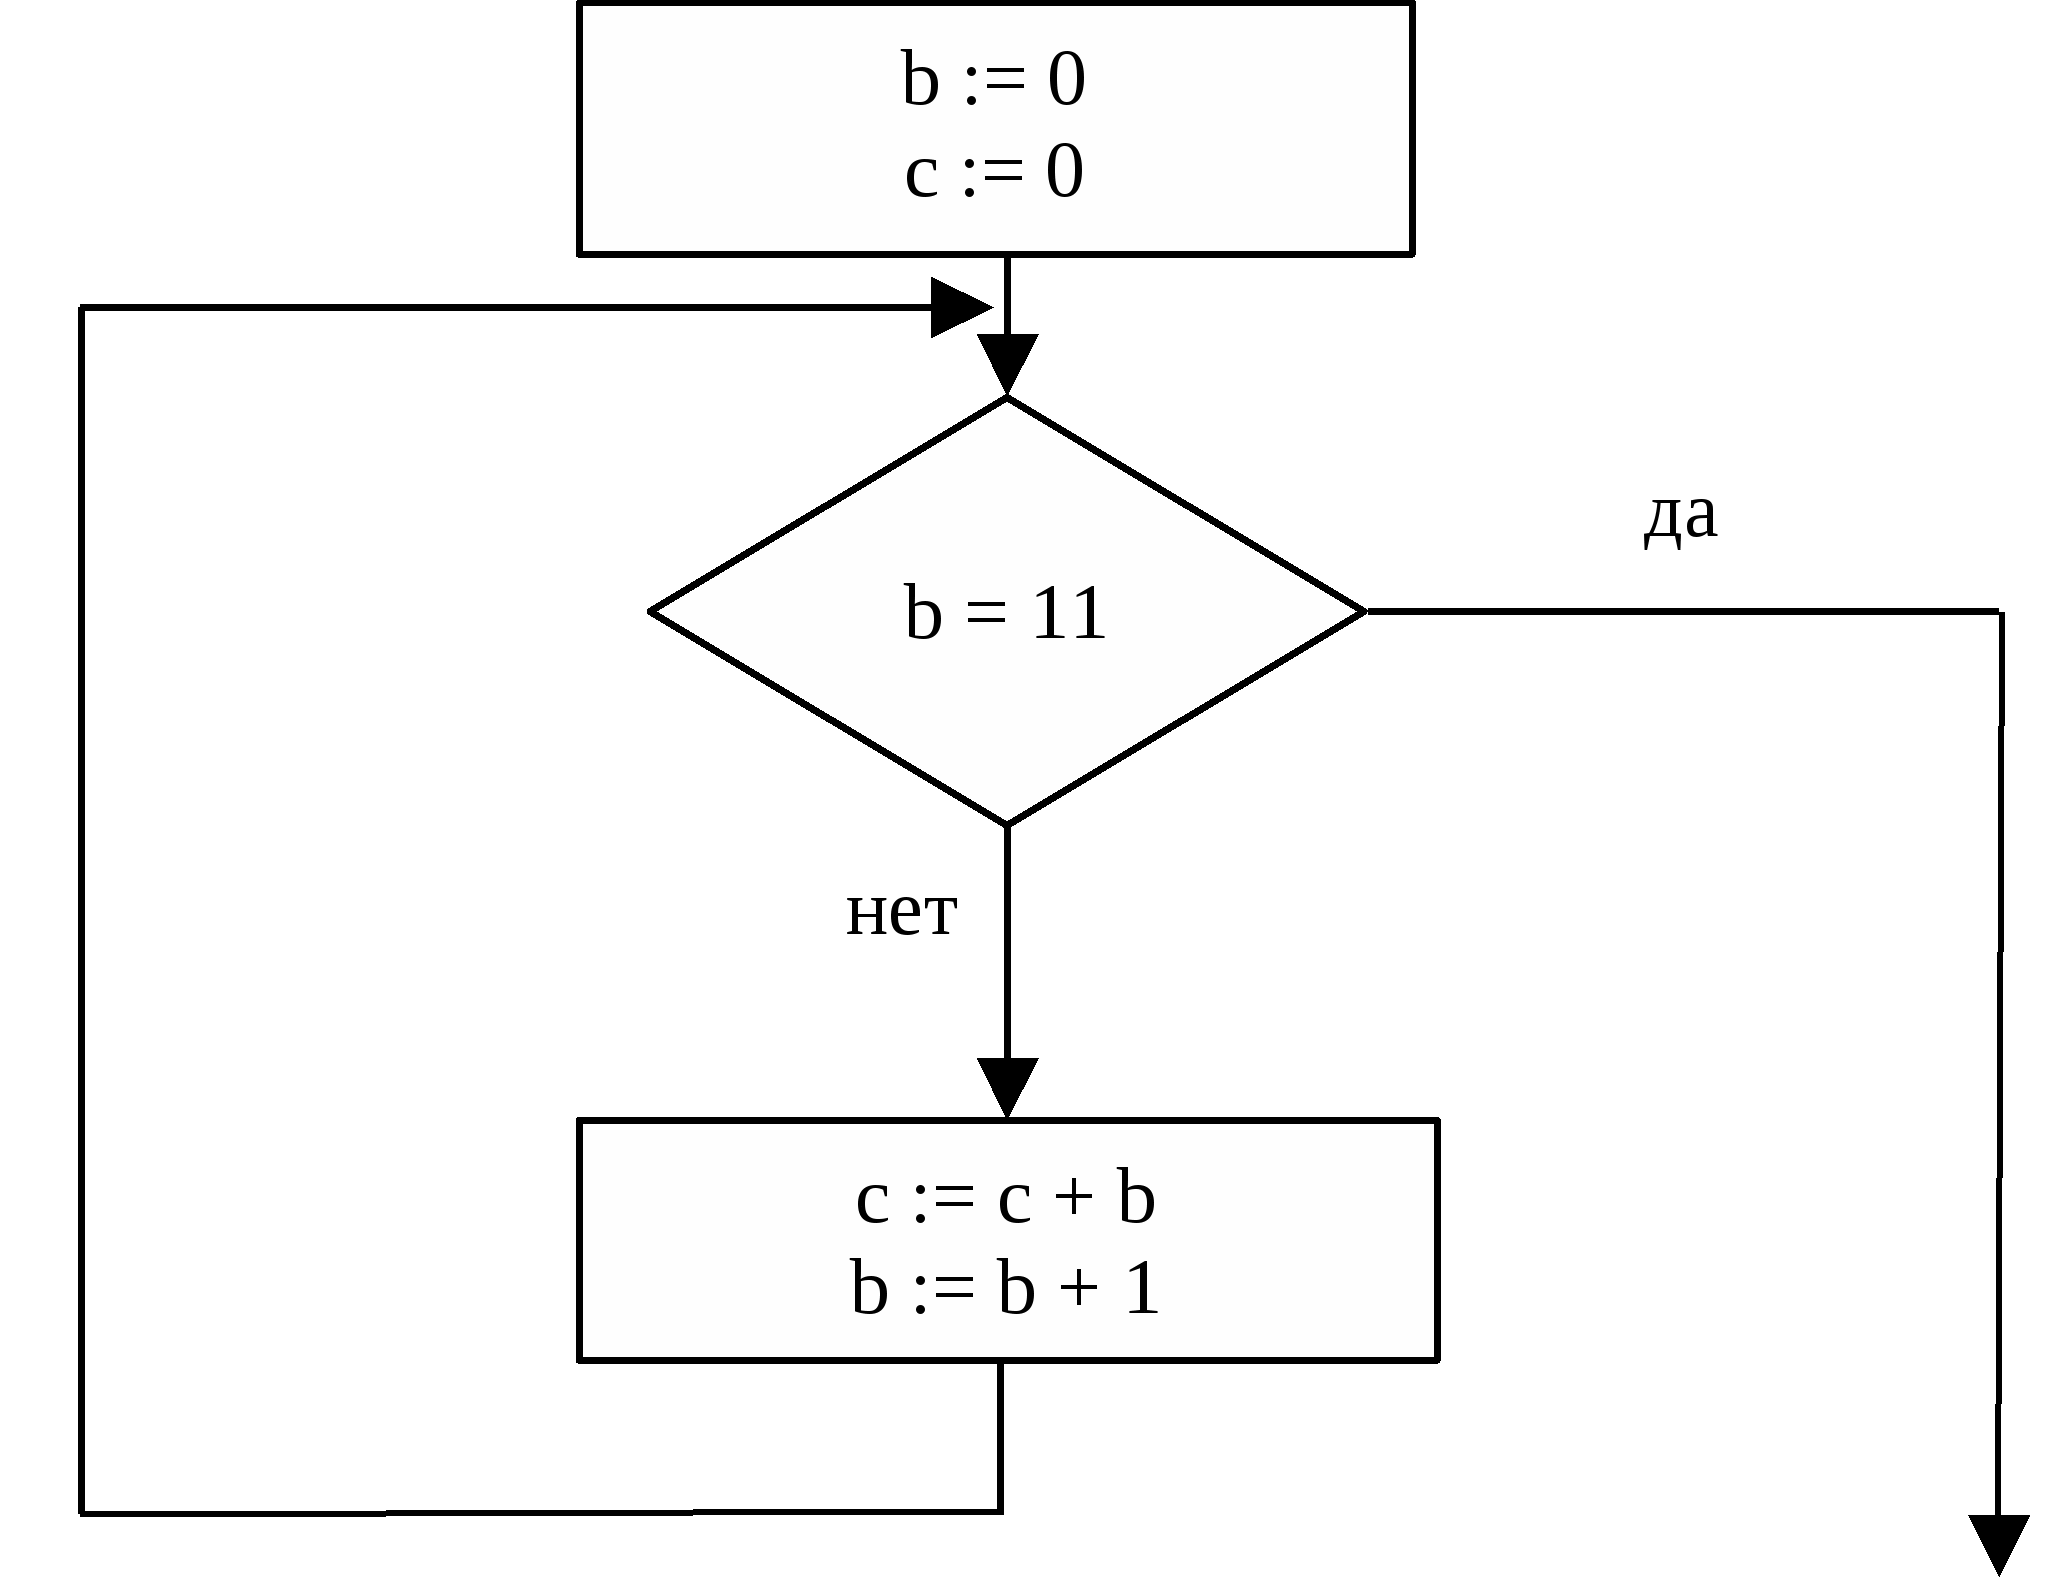 b := 0
c := 0
да
b = 11
нет
c := c + b
b := b + 1